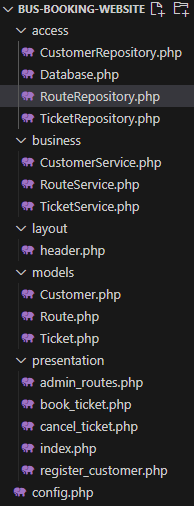 BUS-BOOKING-WEBSITE
access
CustomerRepository.php
Database.php
RouteRepository.php
TicketRepository.php
business
CustomerService.php
RouteService.php
TicketService.php
layout
header.php
models
Customer.php
Route.php
Ticket.php
presentation
admin_routes.php
book_ticket.php
cancel_ticket.php
index.php
register_customer.php
config.php